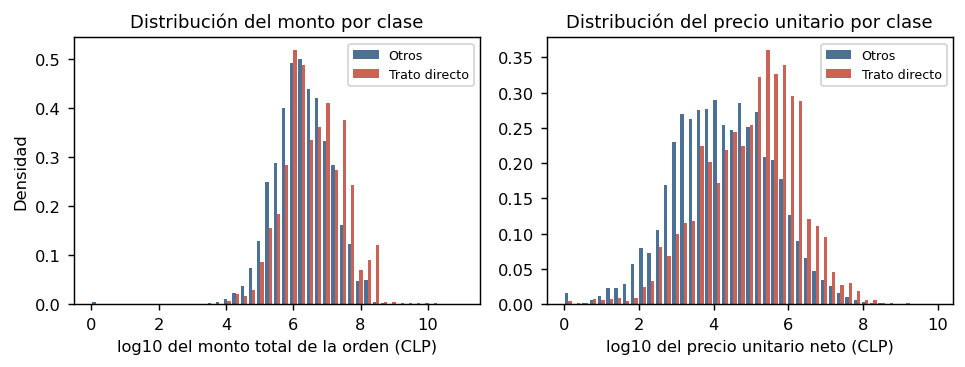 Distribución del monto por clase
Densidad
0.5
0.4
0.3
0.2
0.1
0.0
0
2
4
6
8
10
log10 del monto total de la orden (CLP)
Otros
Trato directo
Distribución del precio unitario por clase
0.35
0.30
0.25
0.20
0.15
0.10
0.05
0.00
0
2
4
6
8
10
log10 del precio unitario neto (CLP)
Otros
Trato directo